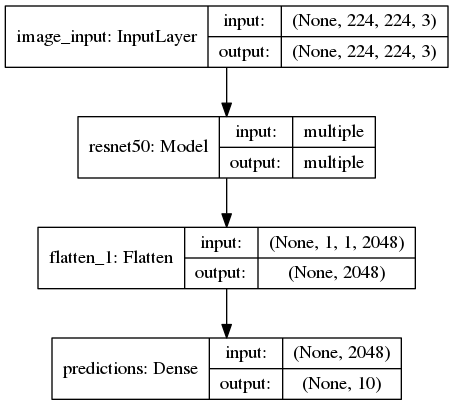 image_input: InputLayer
input: (None, 224, 224, 3)
output: (None, 224, 224, 3)
resnet50: Model
input: multiple
output: multiple
flatten_1: Flatten
input: (None, 1, 1, 2048)
output: (None, 2048)
predictions: Dense
input: (None, 2048)
output: (None, 10)